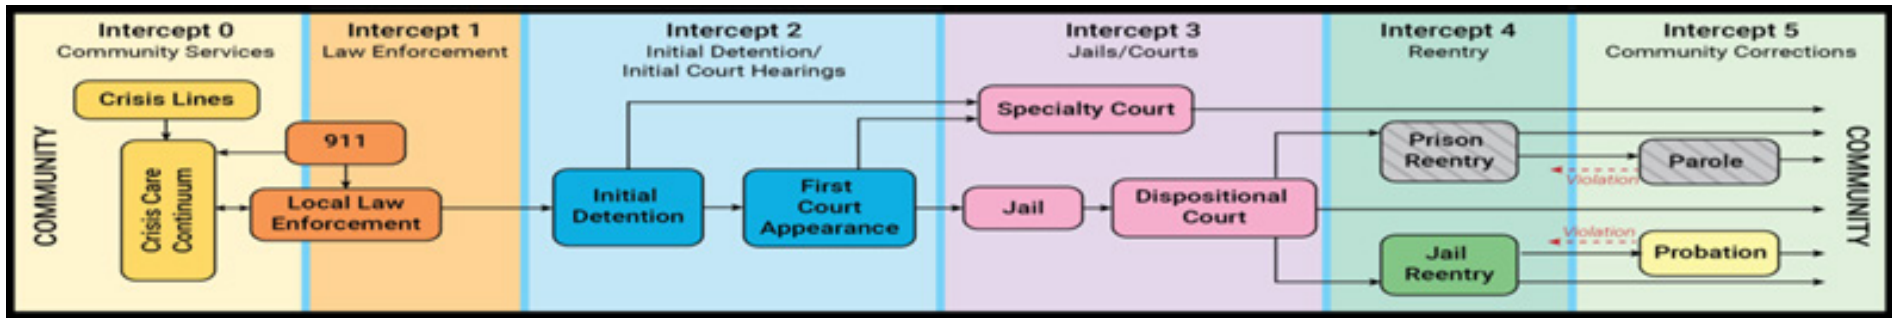 Intercept 0
Community Services
Intercept 1
Law Enforcement
Intercept 2
Initial Detention/
Initial Court Hearings
Intercept 3
Jails/Courts
Intercept 4
Reentry
Intercept 5
Community Corrections
COMMUNITY
Crisis Lines
Crisis Care
Continuum
911
Local Law
Enforcement
Initial
Detention
First
Court
Appearance
Specialty Court
Jail
Dispositional
Court
Prison
Reentry
Violation
Parole
Jail
Reentry
Violation
Probation
COMMUNITY